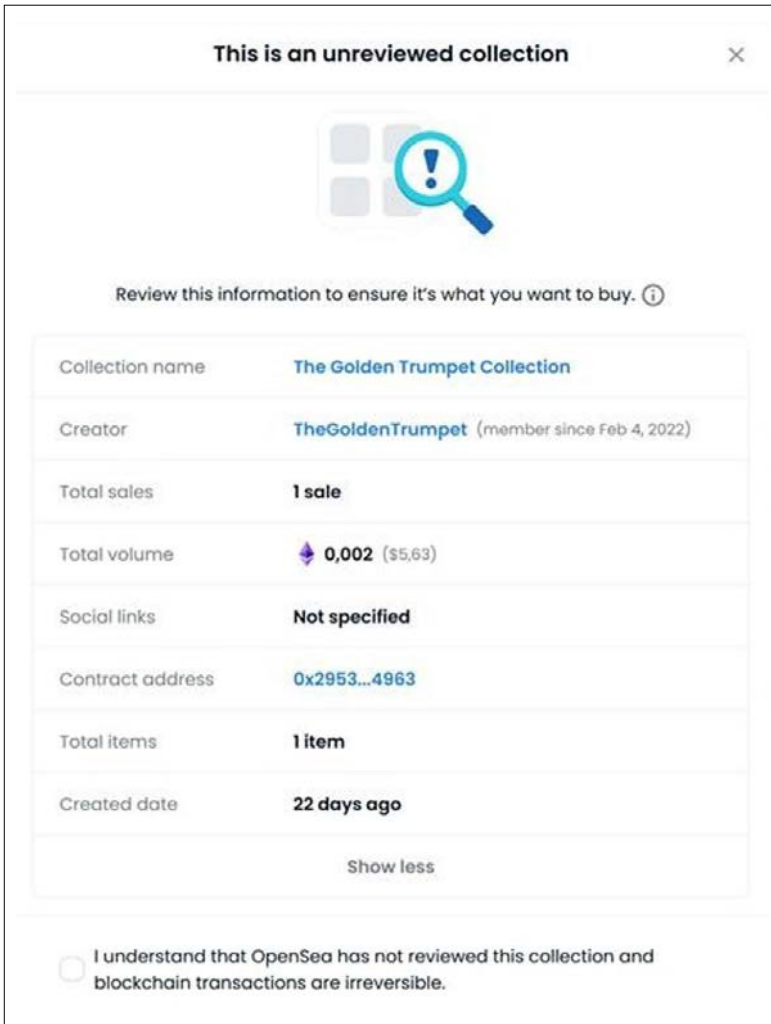 This is an unreviewed collection
Review this information to ensure it's what you want to buy.
Collection name The Golden Trumpet Collection
Creator TheGoldenTrumpet (member since Feb 4, 2022)
Total sales 1 sale
Total volume 0,002 ($5,63)
Social links Not specified
Contract address 0x2953...4963
Total items 1 item
Created date 22 days ago
Show less
I understand that OpenSea has not reviewed this collection and
blockchain transactions are irreversible.